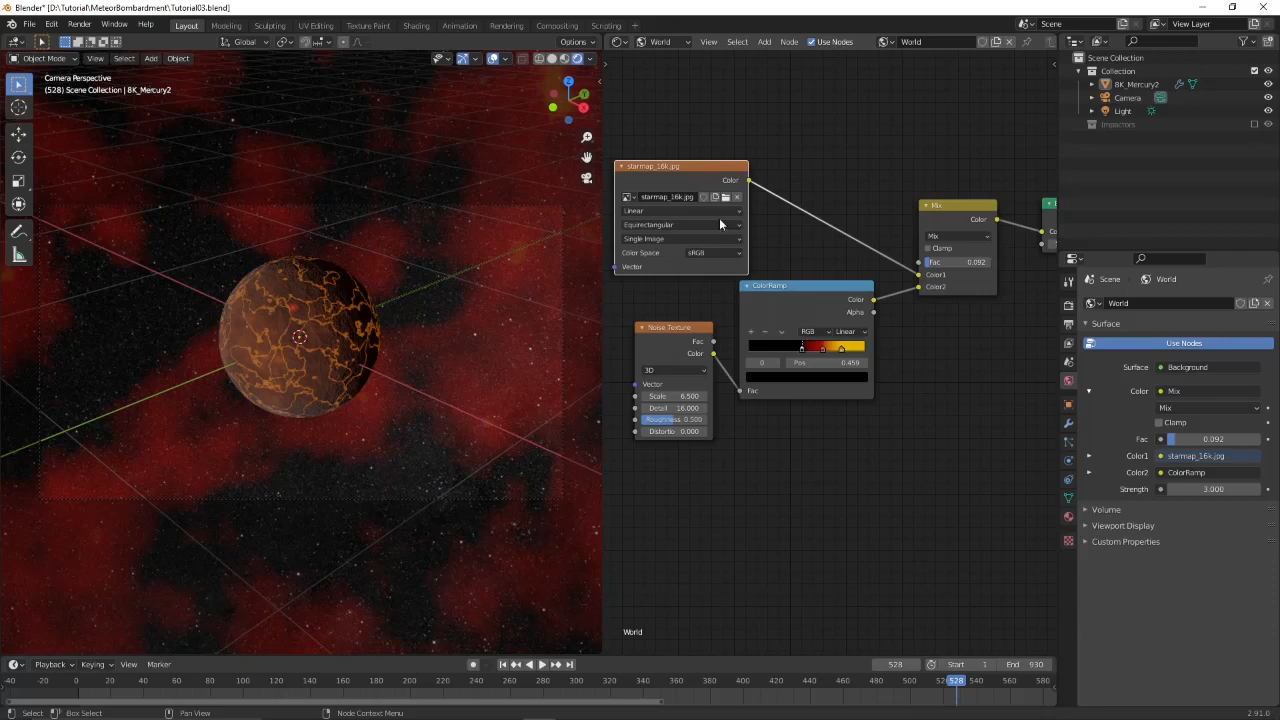 Blender* [D:\Tutorial\MeteorBombardment\Tutorial03.blend]
File Edit Render Window Help Layout Modeling Sculpting UV Editing Texture Paint Shading Animation Rendering Compositing Scripting Scene View Layer
Global Options World View Select Add Node Use Nodes World
Object Mode View Select Add Object
Camera Perspective
(528) Scene Collection | 8K_Mercury2
Scene Collection
Collection
8K_Mercury2
Camera
Light
Impactors
starmap_16k.jpg
Color
starmap_16k.jpg
Linear
Equirectangular
Single Image
Color Space sRGB
Vector
Mix
Color
Mix
Clamp
Fac 0.092
Color1
Color2
ColorRamp
Color
Alpha
RGB Linear
0 Pos 0.459
Fac
Noise Texture
Fac
Color
3D
Vector
Scale 6.500
Detail 16.000
Roughness 0.500
Distortio 0.000
World
Scene World
World
Surface
Use Nodes
Surface Background
Color Mix
Mix
Clamp
Fac 0.092
Color1 starmap_16k.jpg
Color2 ColorRamp
Strength 3.000
Volume
Viewport Display
Custom Properties
Playback Keying View Marker 528 Start 1 End 930
-40 -20 0 20 40 60 80 100 120 140 160 180 200 220 240 260 280 300 320 340 360 380 400 420 440 460 480 500 528 540 560 580
Select Box Select Pan View Node Context Menu 2.91.0